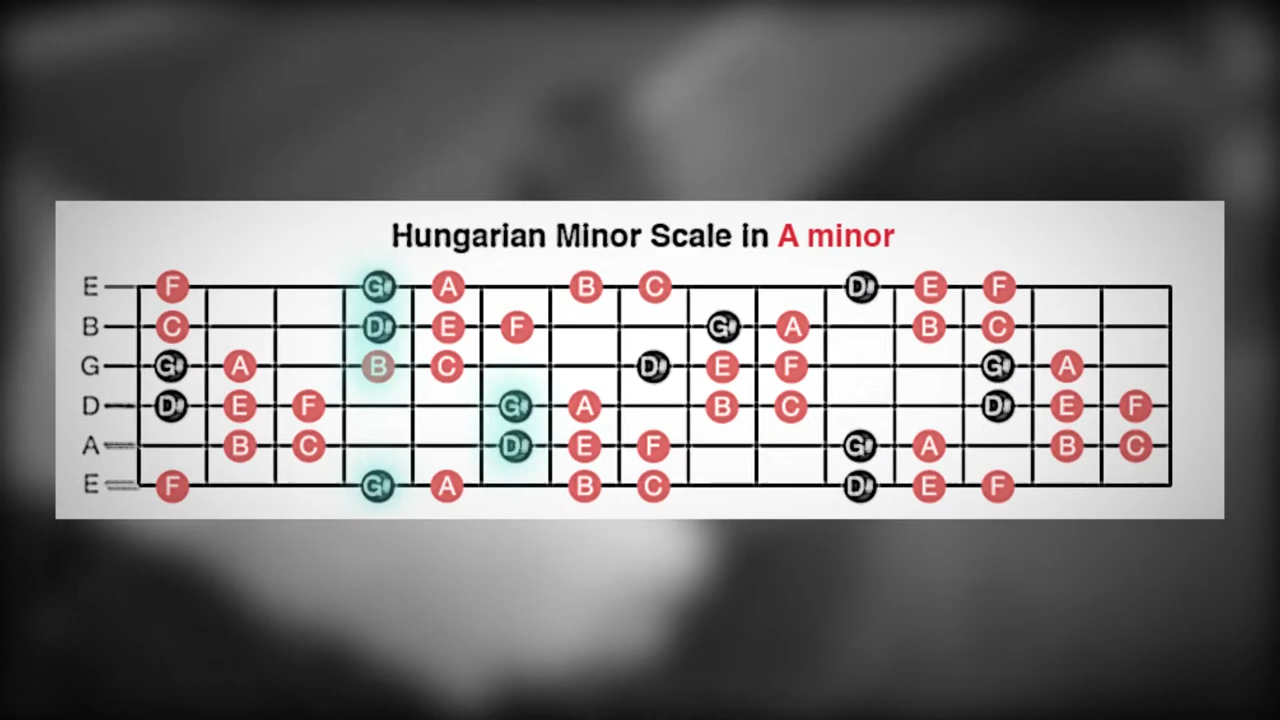 Hungarian Minor Scale in A minor
E F G A B C D E F
B C D E F G A B C
G G A B C D E F G A
D D E F G A B C D E F
A B C D E F G A B C
E F G A B C D E F